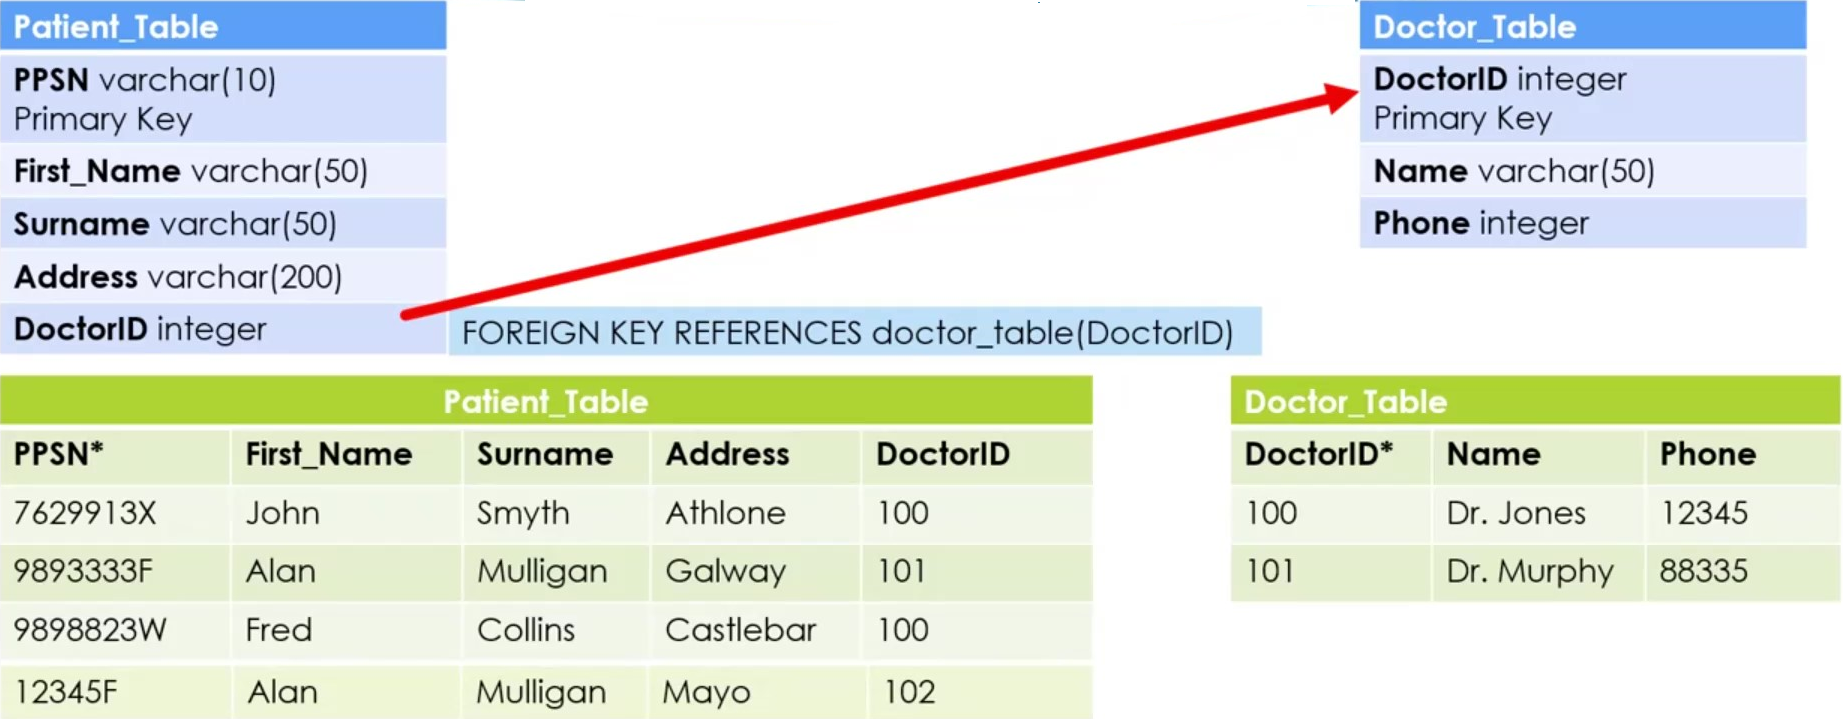 Patient_Table
PPSN varchar(10)
Primary Key
First_Name varchar(50)
Surname varchar(50)
Address varchar(200)
DoctorID integer
FOREIGN KEY REFERENCES doctor_table(DoctorID)
Doctor_Table
DoctorID integer
Primary Key
Name varchar(50)
Phone integer
Patient_Table
PPSN* First_Name Surname Address DoctorID
7629913X John Smyth Athlone 100
9893333F Alan Mulligan Galway 101
9898823W Fred Collins Castlebar 100
12345F Alan Mulligan Mayo 102
Doctor_Table
DoctorID* Name Phone
100 Dr. Jones 12345
101 Dr. Murphy 88335